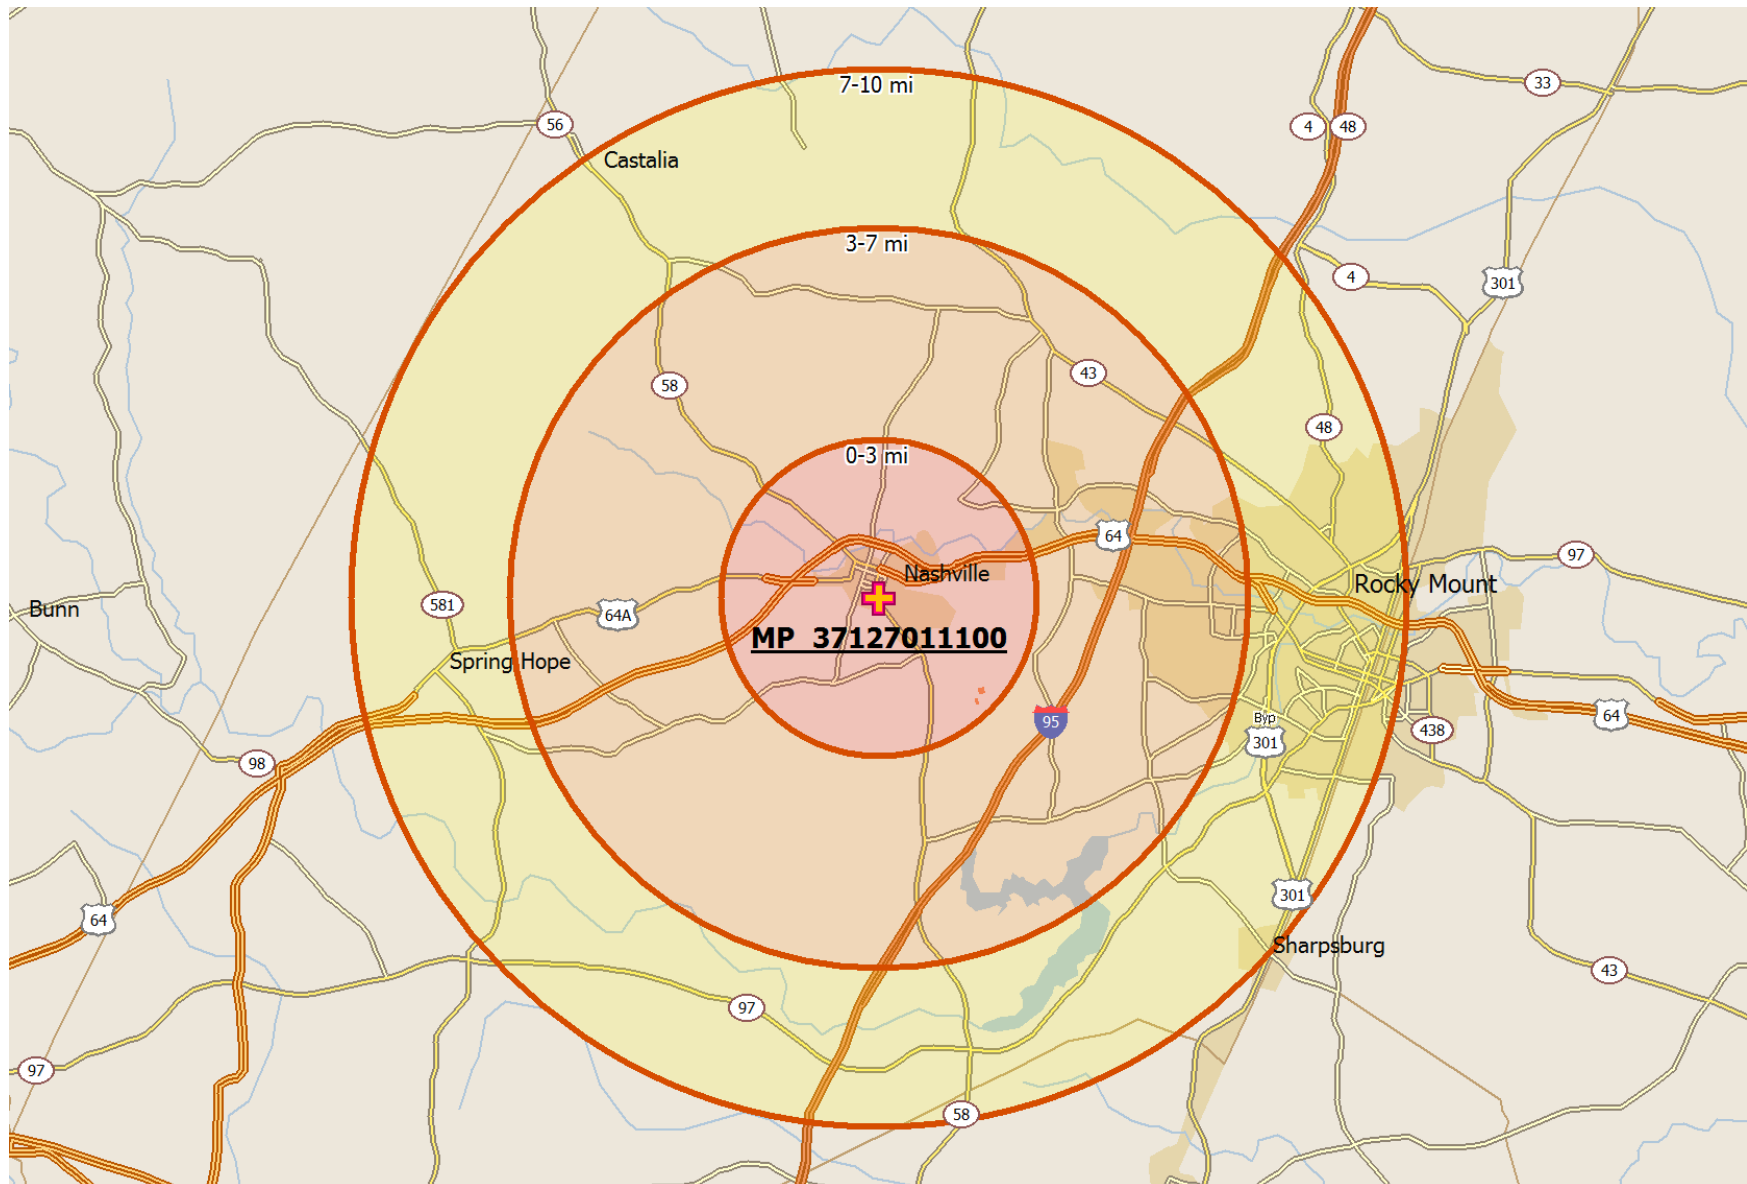 7-10 mi
33
56
4
48
Castalia
3-7 mi
4
301
43
58
48
0-3 mi
64
97
Nashville
Rocky Mount
Bunn
581
64A
MP 37127011100
Spring Hope
95
Byp
64
438
301
98
301
64
Sharpsburg
43
97
97
58